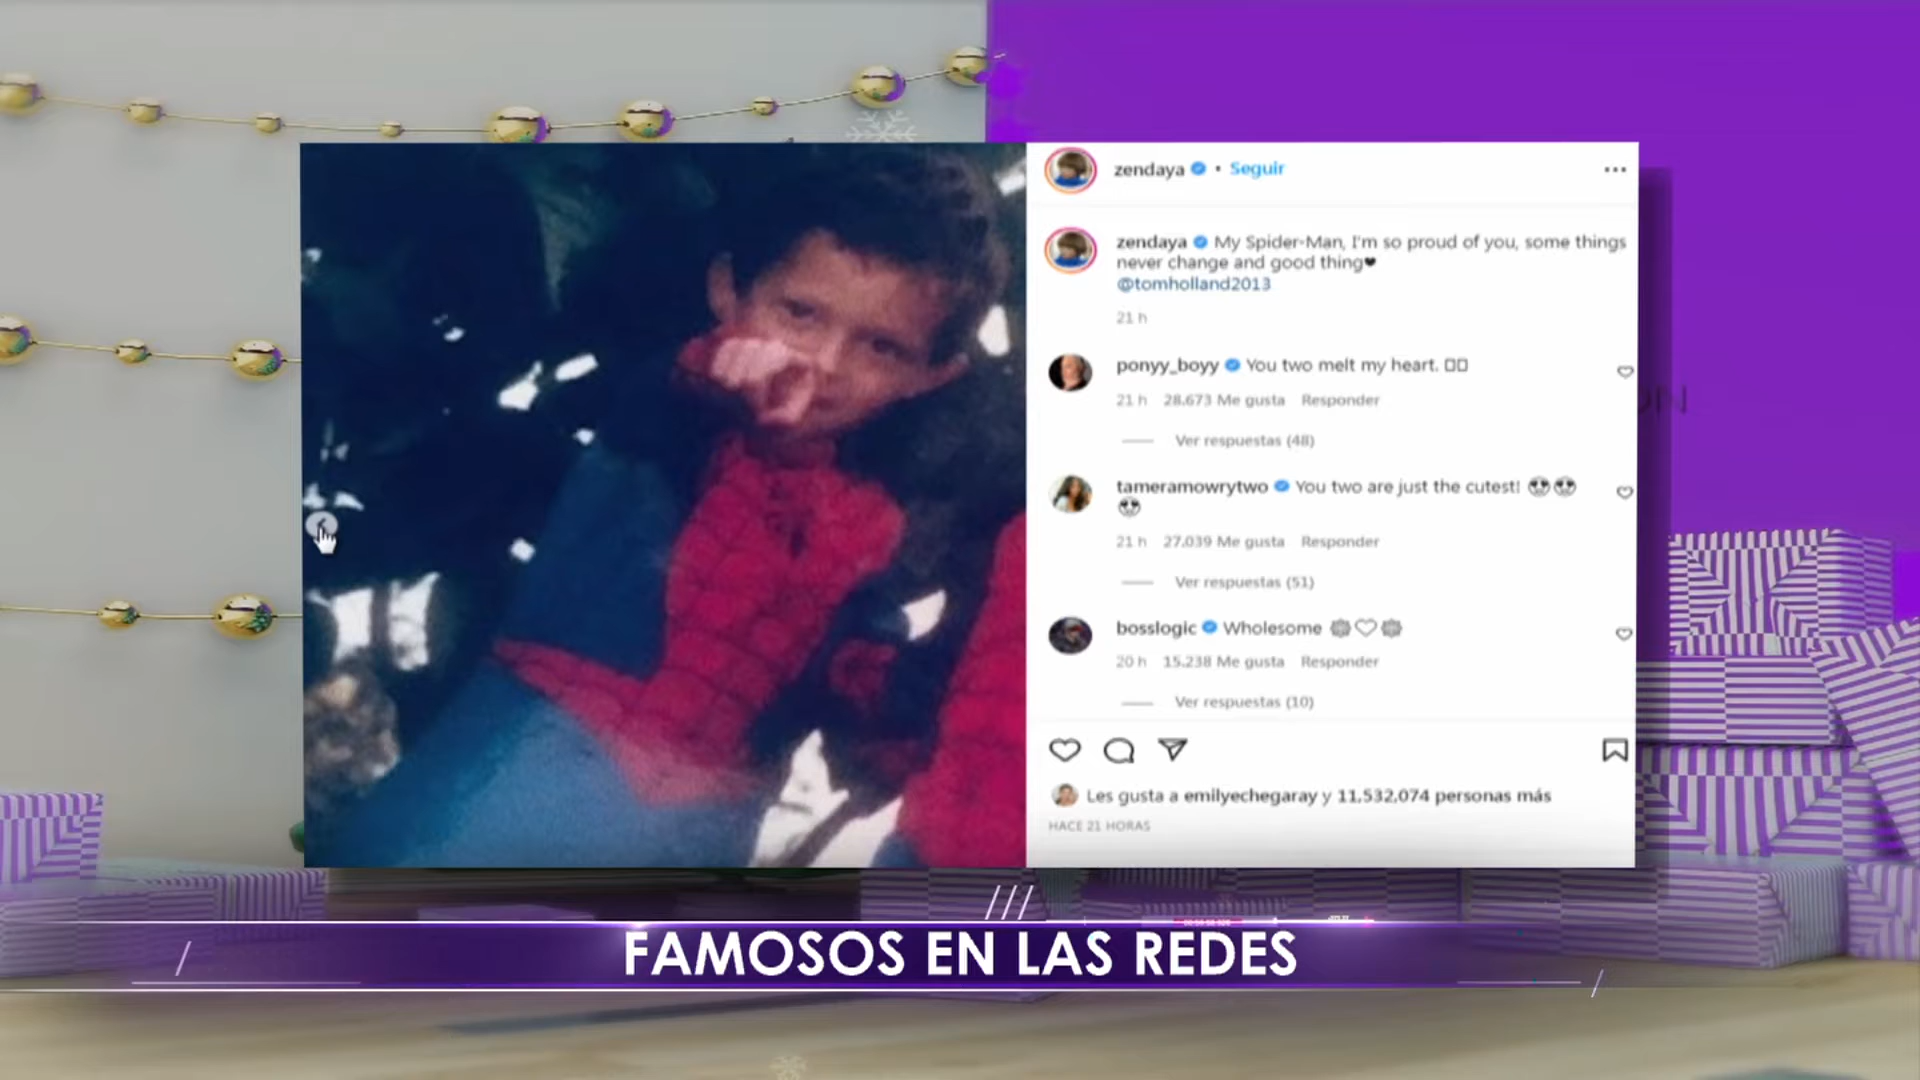 zendaya • Seguir
zendaya My Spider-Man, I'm so proud of you, some things
never change and good thing🖤
@tomholland2013
21 h
ponyy_boyy You two melt my heart.
21 h 28.673 Me gusta Responder
Ver respuestas (48)
tameramowrytwo You two are just the cutest! 😍😍
😍
21 h 27.039 Me gusta Responder
Ver respuestas (51)
bosslogic Wholesome
20 h 15.238 Me gusta Responder
Ver respuestas (10)
Les gusta a emilyechegaray y 11,532,074 personas más
HACE 21 HORAS
FAMOSOS EN LAS REDES